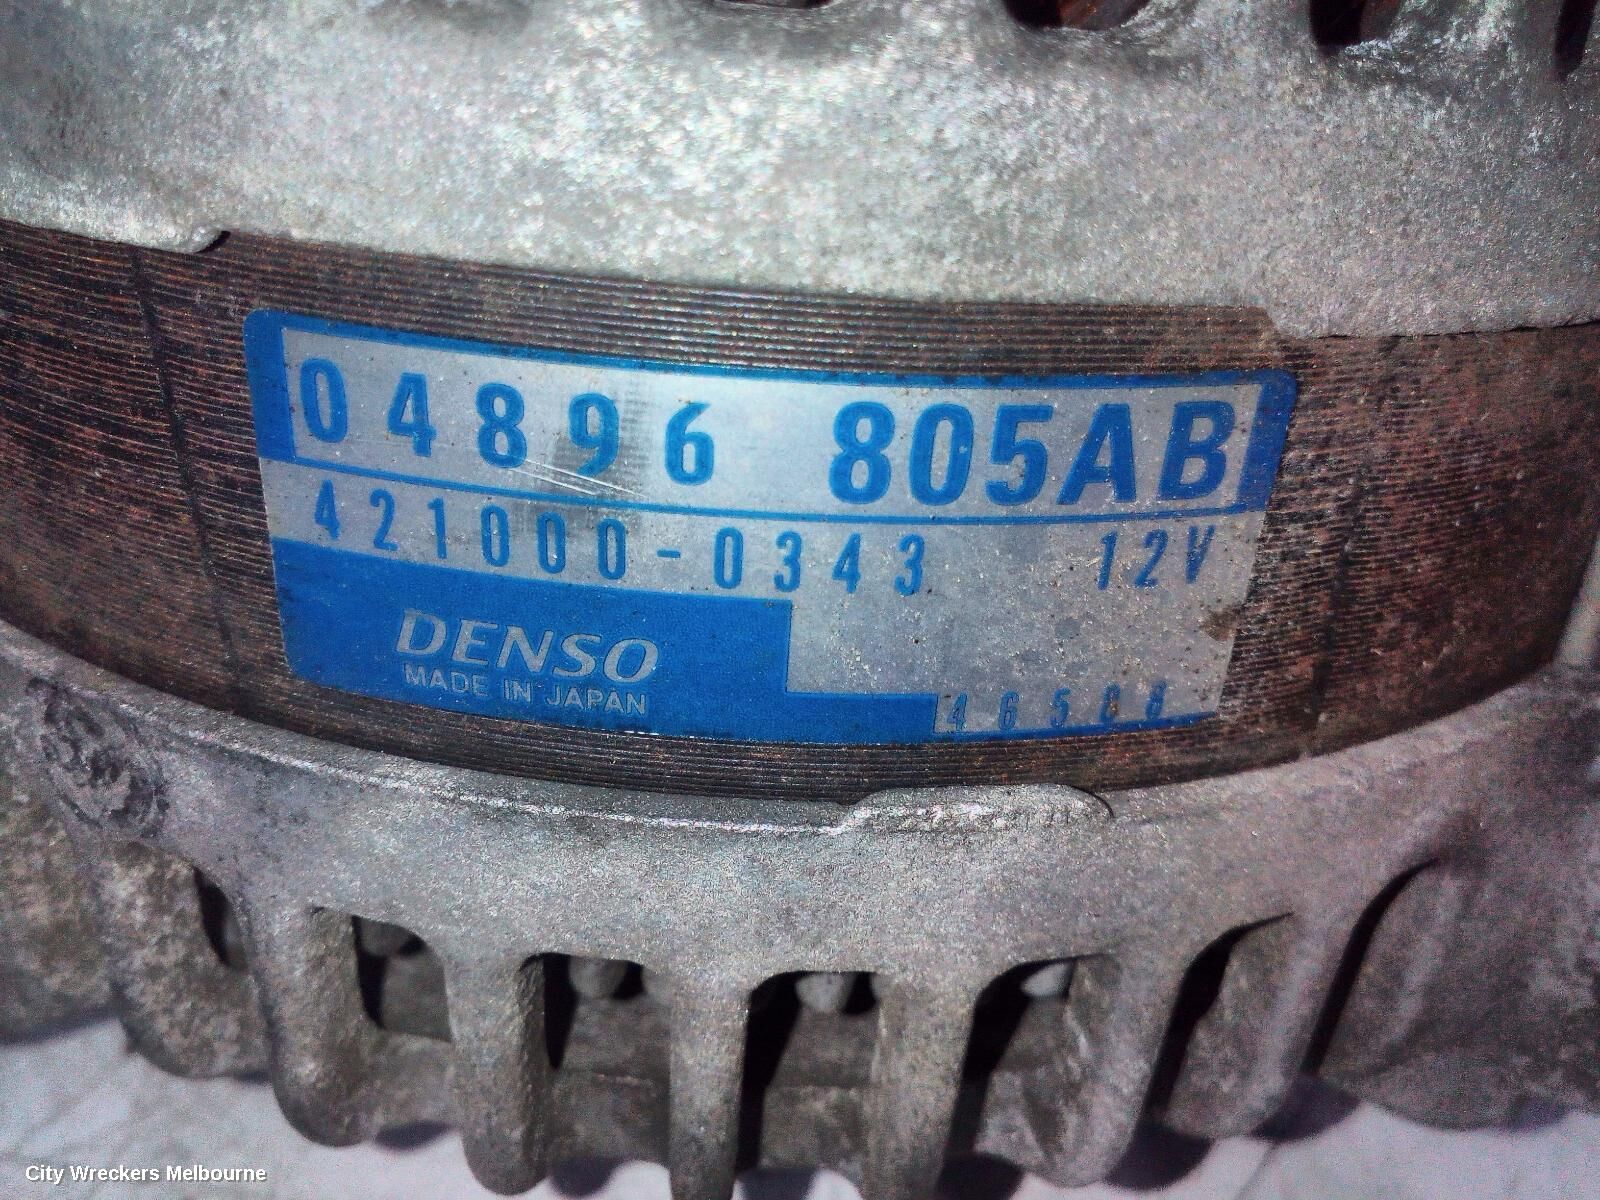 04896 805AB
421000-0343 12V
DENSO
MADE IN JAPAN
City Wreckers Melbourne